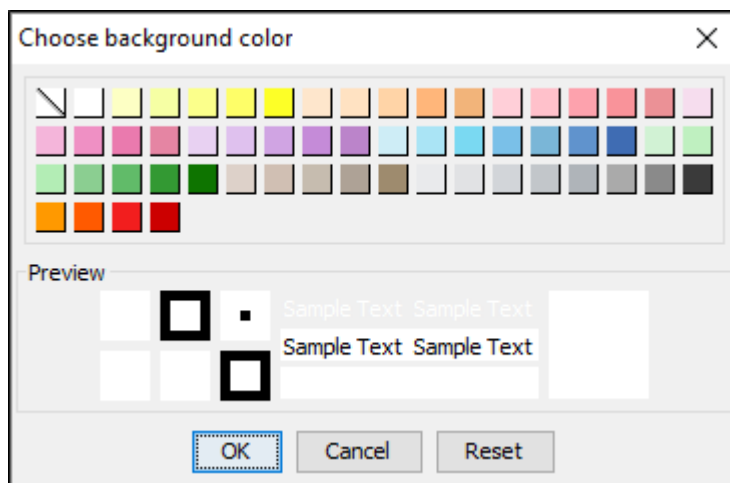 Choose background color
Preview
Sample Text Sample Text
Sample Text Sample Text
OK Cancel Reset